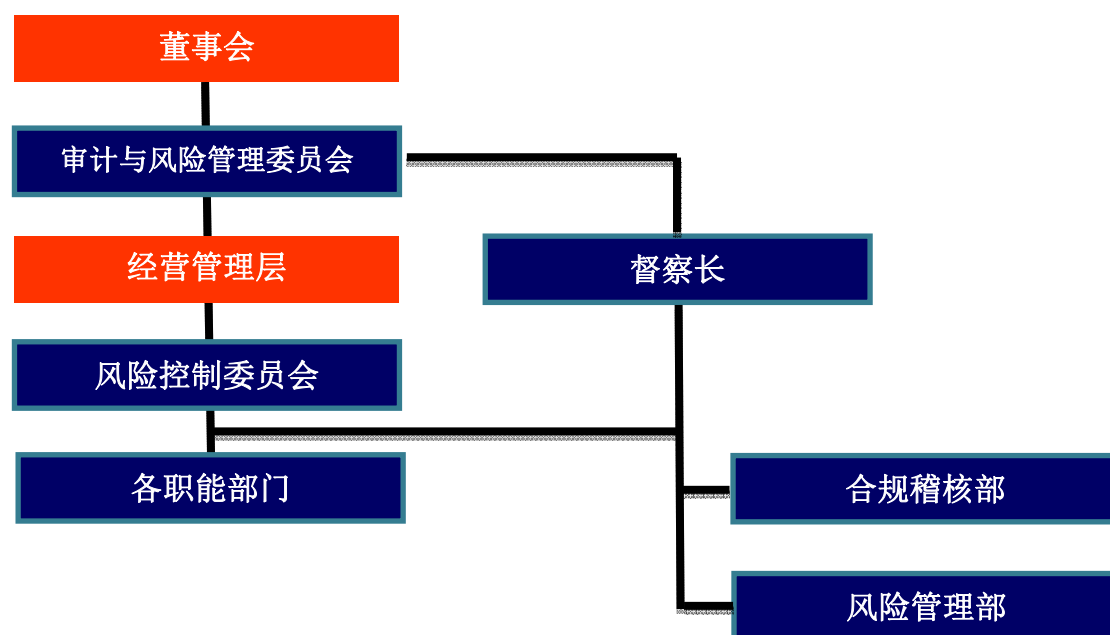 董事会
审计与风险管理委员会
经营管理层
督察长
风险控制委员会
各职能部门
合规稽核部
风险管理部